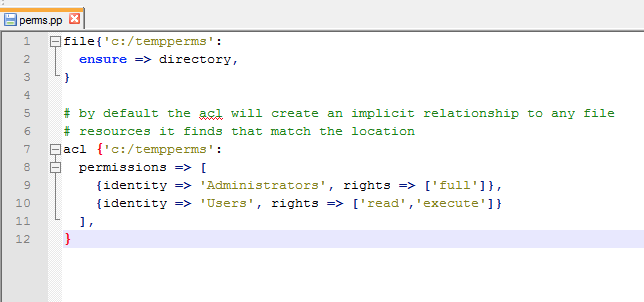 perms.pp
1 file{'c:/tempperms':
2   ensure => directory,
3 }
4
5 # by default the acl will create an implicit relationship to any file
6 # resources it finds that match the location
7 acl {'c:/tempperms':
8   permissions => [
9     {identity => 'Administrators', rights => ['full']},
10     {identity => 'Users', rights => ['read','execute']}
11   ],
12 }